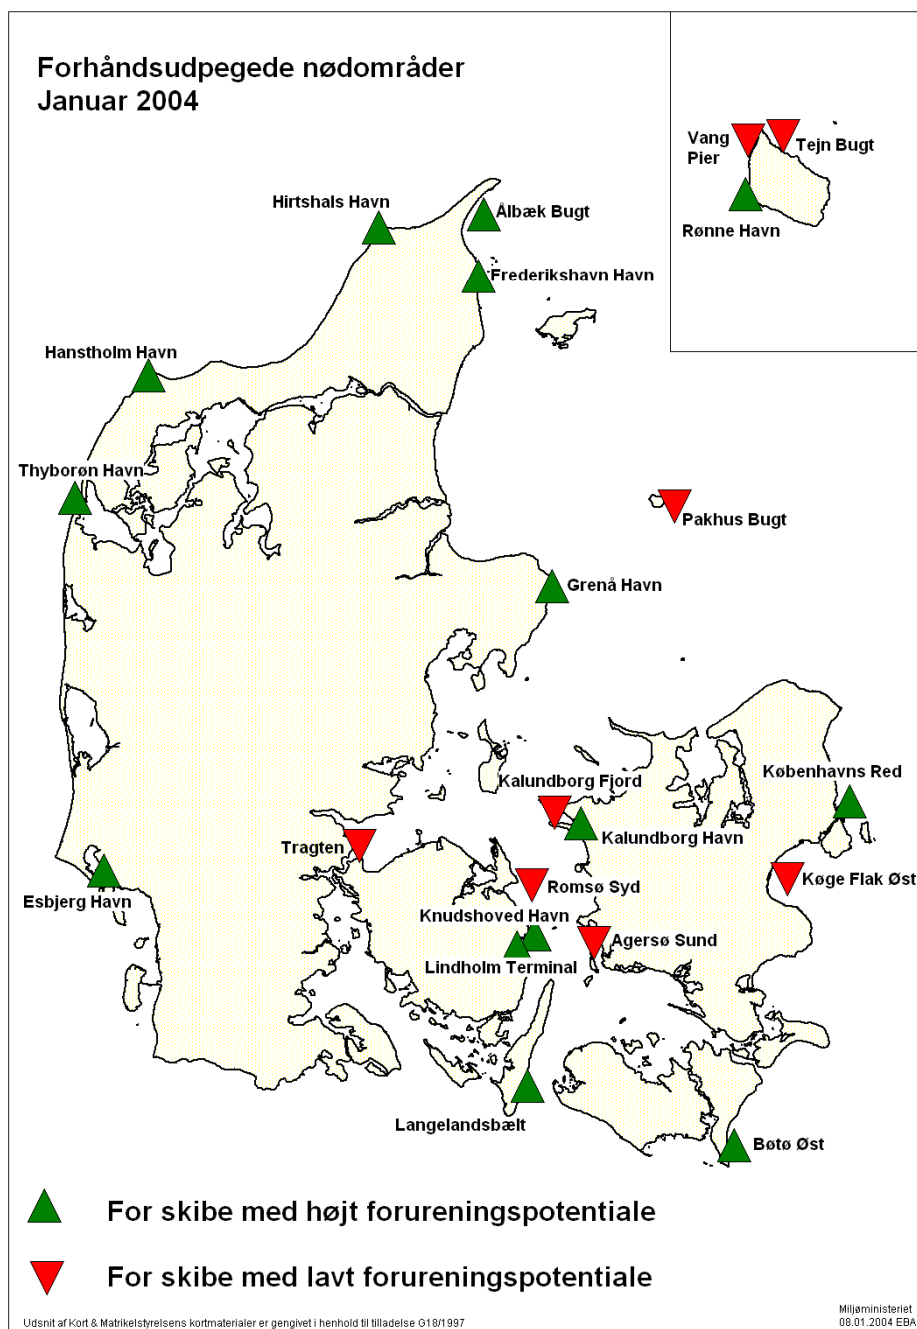 Forhåndsudpegede nødområder
Januar 2004
Vang
Pier
Tejn Bugt
Rønne Havn
Hirtshals Havn
Ålbæk Bugt
Frederikshavn Havn
Hanstholm Havn
Thyborøn Havn
Pakhus Bugt
Grenå Havn
Kalundborg Fjord
Københavns Red
Kalundborg Havn
Tragten
Romsø Syd
Køge Flak Øst
Esbjerg Havn
Knudshoved Havn
Agersø Sund
Lindholm Terminal
Langelandsbælt
Bøtø Øst
For skibe med højt forureningspotentiale
For skibe med lavt forureningspotentiale
Udsnit af Kort & Matrikelstyrelsens kortmaterialer er gengivet i henhold til tilladelse G18/1997
Miljøministeriet
08.01.2004 EBA